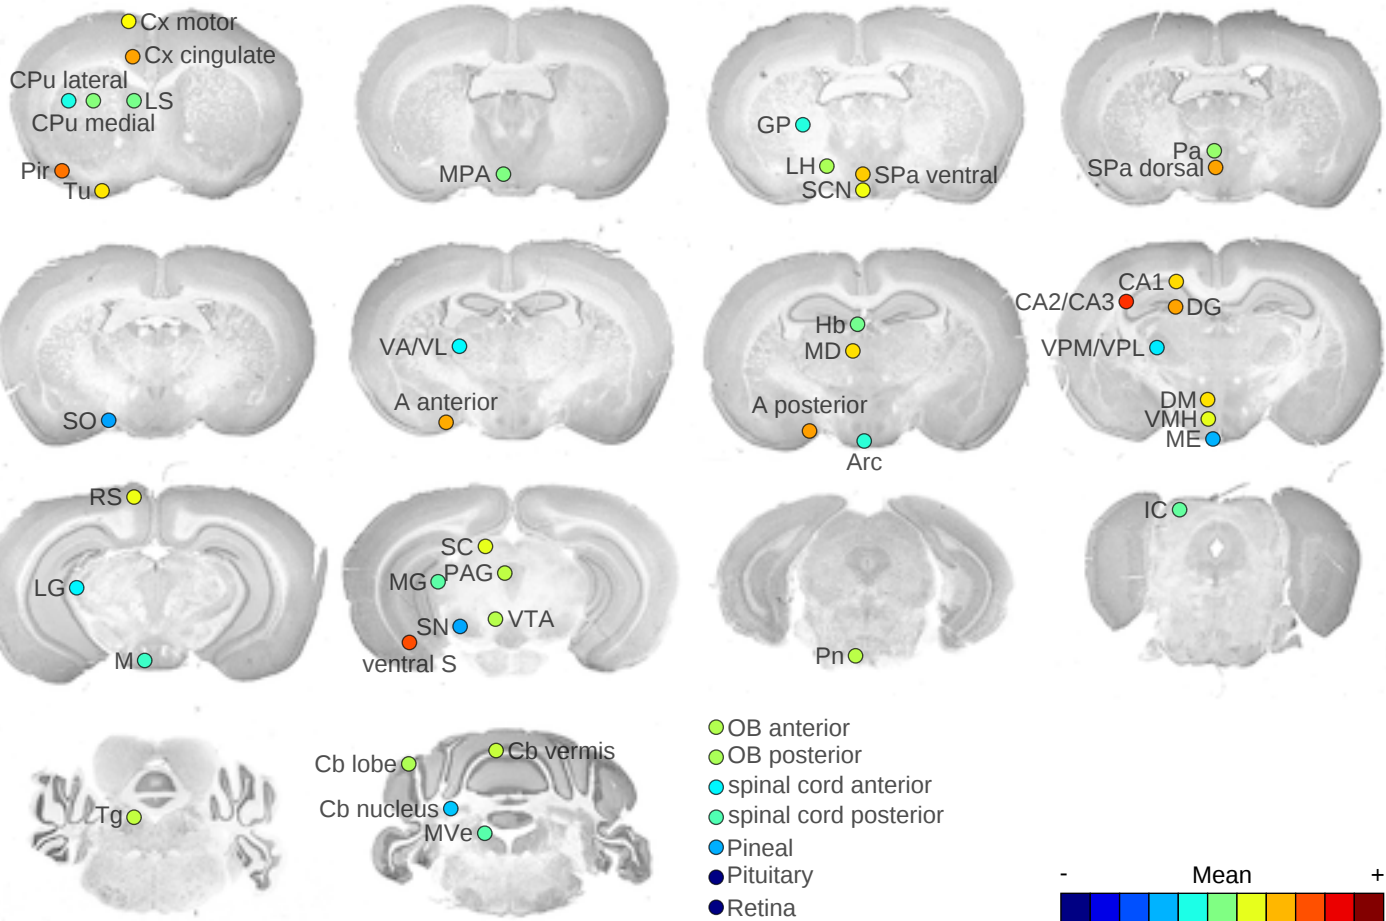 Cx motor
Cx cingulate
CPu lateral
LS
CPu medial
Pir
Tu
MPA
GP
LH
SPa ventral
SCN
Pa
SPa dorsal
SO
VA/VL
A anterior
Hb
MD
A posterior
Arc
CA1
CA2/CA3
DG
VPM/VPL
DM
VMH
ME
RS
LG
M
SC
MG
PAG
SN
VTA
ventral S
Pn
IC
Tg
Cb lobe
Cb vermis
Cb nucleus
MVe
OB anterior
OB posterior
spinal cord anterior
spinal cord posterior
Pineal
Pituitary
Retina
- Mean +